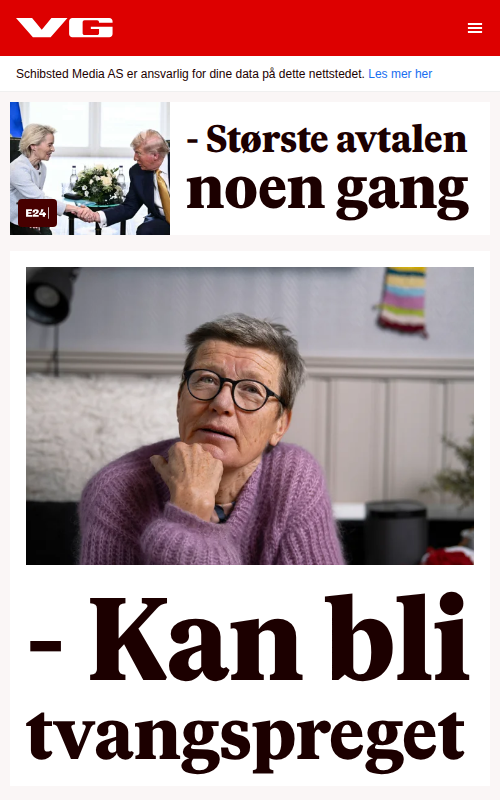 VG
Schibsted Media AS er ansvarlig for dine data på dette nettstedet. Les mer her
- Største avtalen
noen gang
E24
- Kan bli
tvangspreget